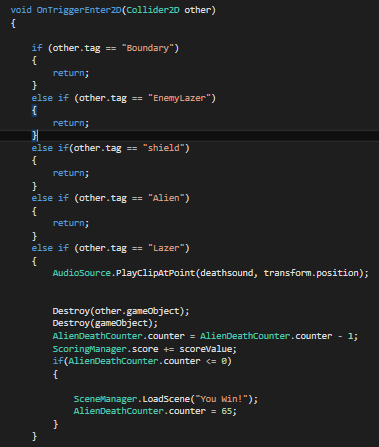 void OnTriggerEnter2D(Collider2D other)
{
if (other.tag == "Boundary")
{
return;
}
else if (other.tag == "EnemyLazer")
{
return;
}
else if(other.tag == "shield")
{
return;
}
else if (other.tag == "Alien")
{
return;
}
else if (other.tag == "Lazer")
{
AudioSource.PlayClipAtPoint(deathsound, transform.position);
Destroy(other.gameObject);
Destroy(gameObject);
AlienDeathCounter.counter = AlienDeathCounter.counter - 1;
ScoringManager.score += scoreValue;
if(AlienDeathCounter.counter <= 0)
{
SceneManager.LoadScene("You Win!");
AlienDeathCounter.counter = 65;
}
}